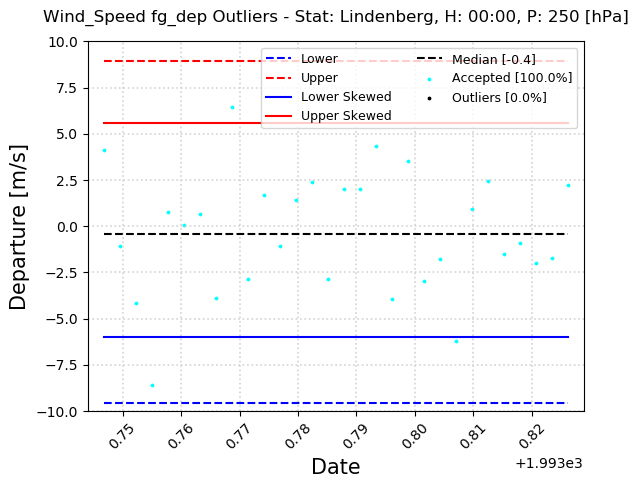 Wind_Speed fg_dep Outliers - Stat: Lindenberg, H: 00:00, P: 250 [hPa]
Departure [m/s]
10.0
7.5
5.0
2.5
0.0
−2.5
−5.0
−7.5
−10.0
Lower
Upper
Lower Skewed
Upper Skewed
Median [-0.4]
Accepted [100.0%]
Outliers [0.0%]
0.75
0.76
0.77
0.78
0.79
0.80
0.81
0.82
+1.993e3
Date